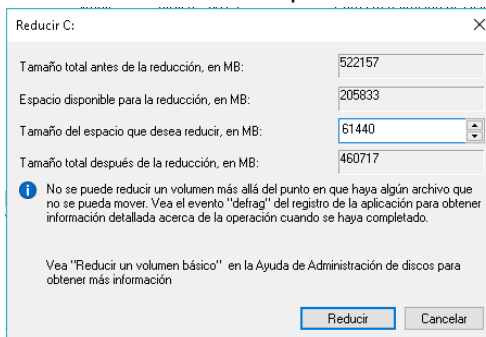 Reducir C:
Tamaño total antes de la reducción, en MB: 522157
Espacio disponible para la reducción, en MB: 205833
Tamaño del espacio que desea reducir, en MB: 61440
Tamaño total después de la reducción, en MB: 460717
No se puede reducir un volumen más allá del punto en que haya algún archivo que
no se pueda mover. Vea el evento "defrag" del registro de la aplicación para obtener
información detallada acerca de la operación cuando se haya completado.
Vea "Reducir un volumen básico" en la Ayuda de Administración de discos para
obtener más información
Reducir Cancelar